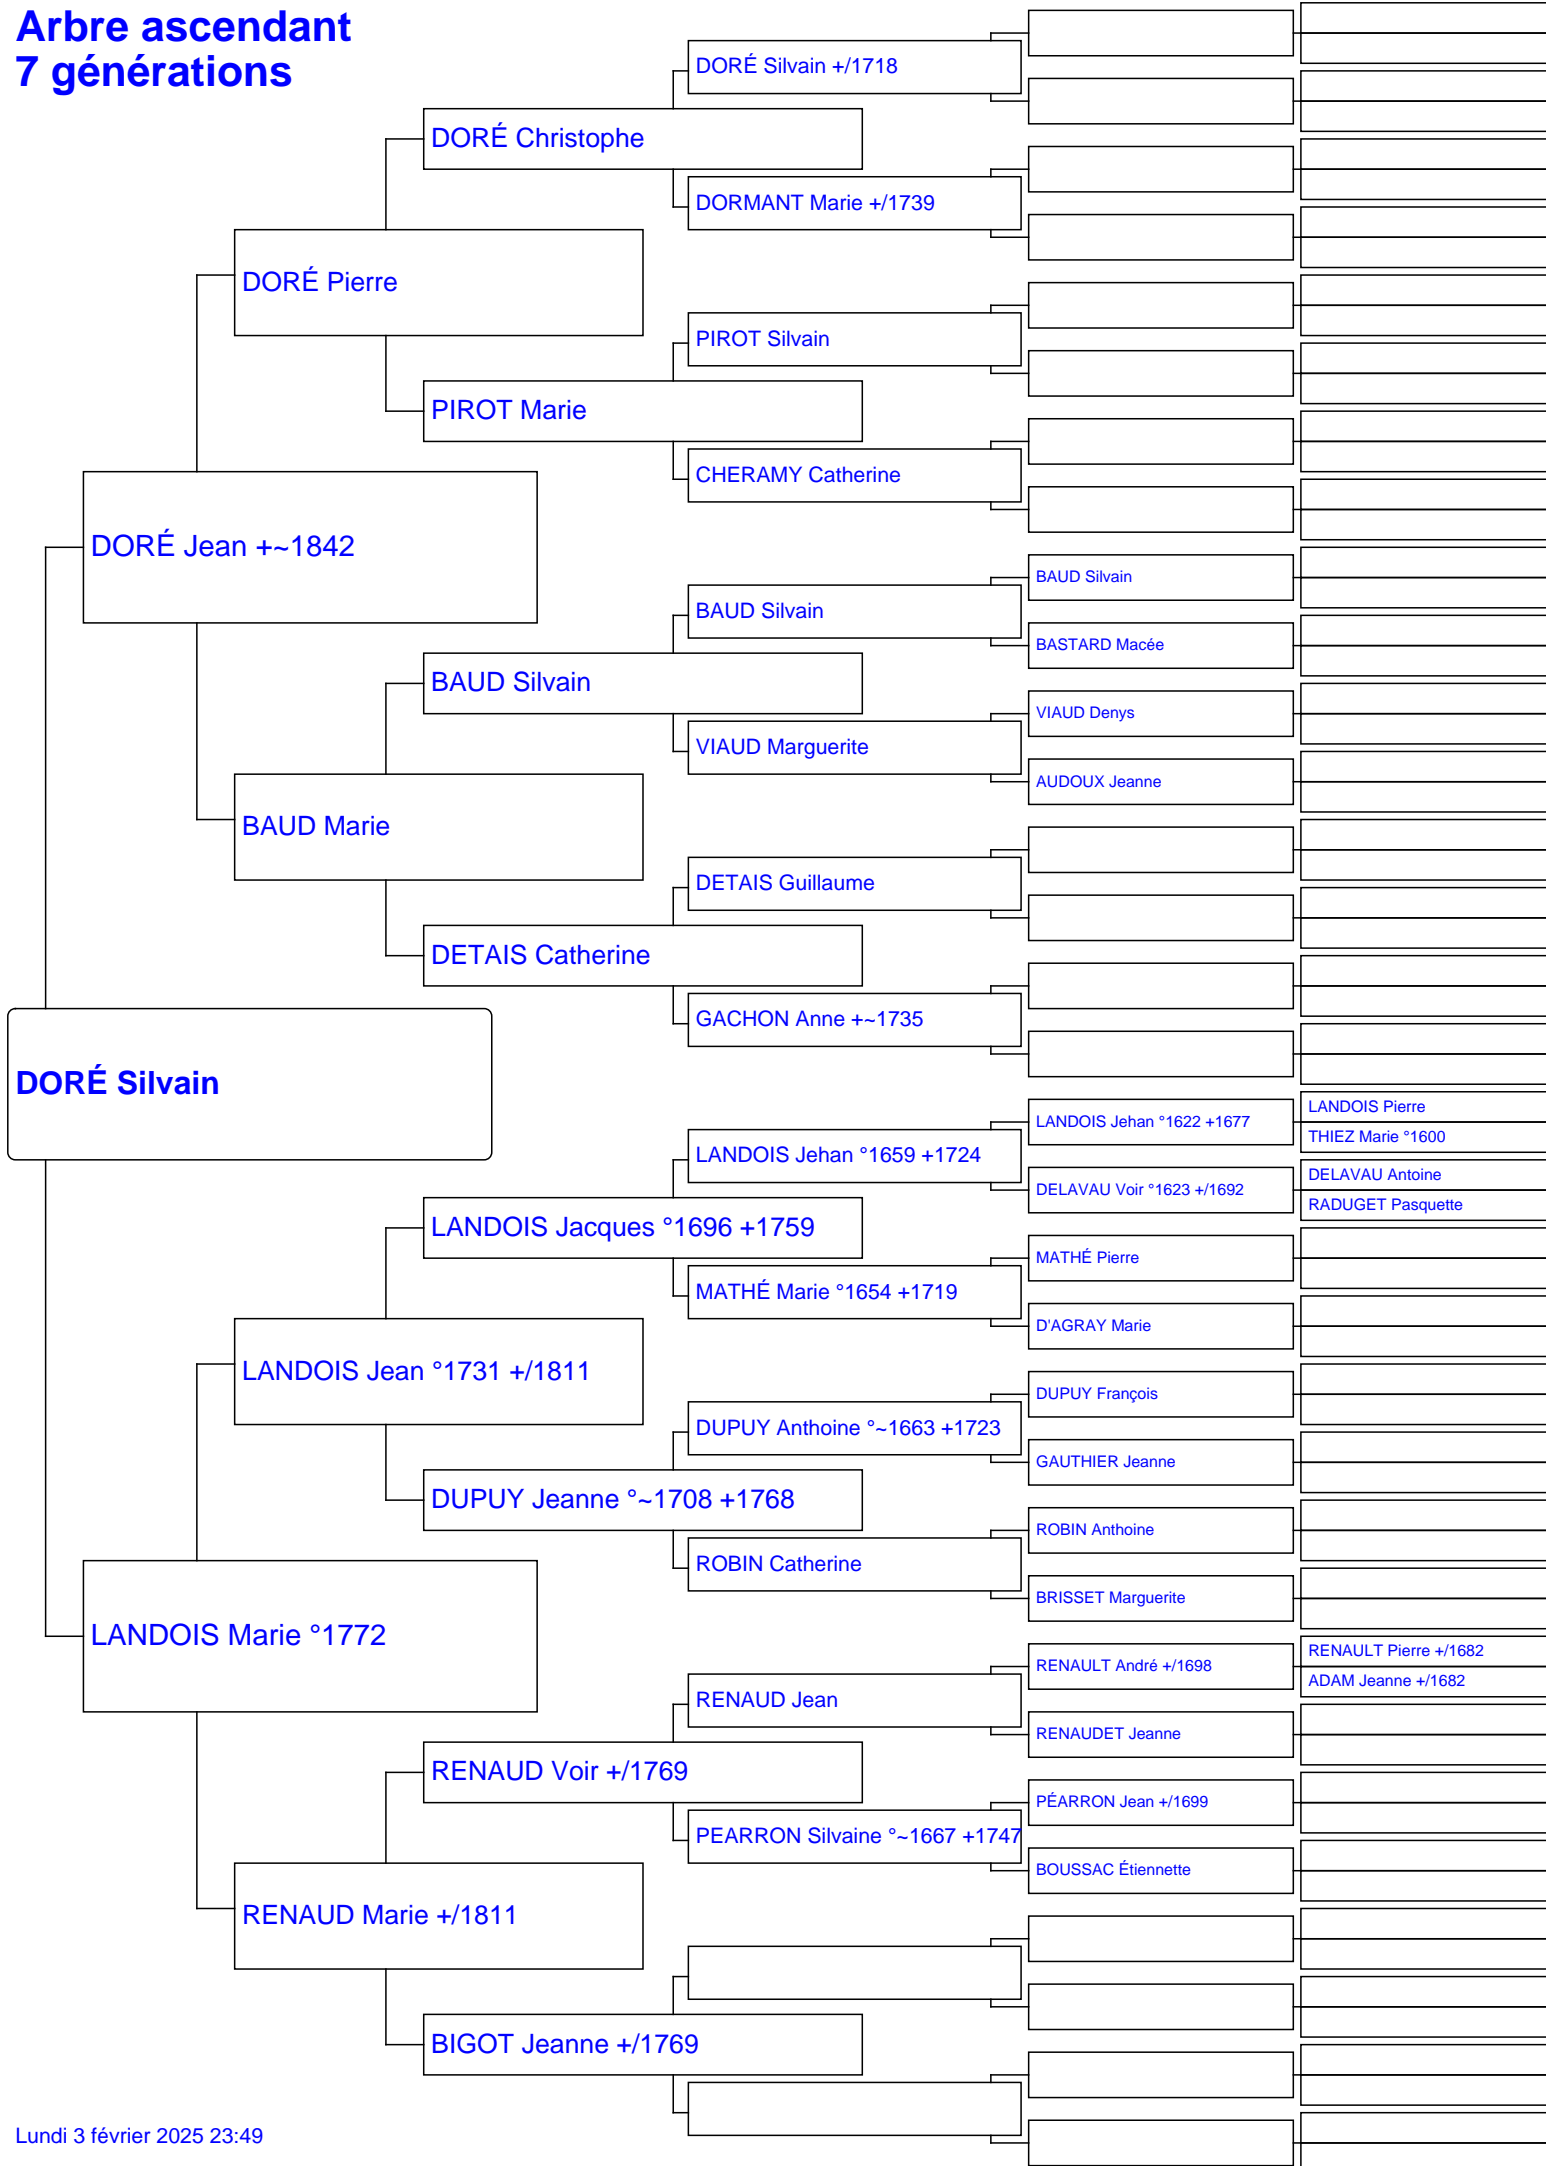 Arbre ascendant
7 générations
DORÉ Silvain +/1718
DORÉ Christophe
DORMANT Marie +/1739
DORÉ Pierre
PIROT Silvain
PIROT Marie
CHERAMY Catherine
DORÉ Jean +~1842
BAUD Silvain
BAUD Silvain
BASTARD Macée
BAUD Silvain
VIAUD Denys
VIAUD Marguerite
AUDOUX Jeanne
BAUD Marie
DETAIS Guillaume
DETAIS Catherine
GACHON Anne +~1735
DORÉ Silvain
LANDOIS Pierre
LANDOIS Jehan °1622 +1677
THIEZ Marie °1600
LANDOIS Jehan °1659 +1724
DELAVAU Antoine
DELAVAU Voir °1623 +/1692
RADUGET Pasquette
LANDOIS Jacques °1696 +1759
MATHÉ Pierre
MATHÉ Marie °1654 +1719
D'AGRAY Marie
LANDOIS Jean °1731 +/1811
DUPUY François
DUPUY Anthoine °~1663 +1723
GAUTHIER Jeanne
DUPUY Jeanne °~1708 +1768
ROBIN Anthoine
ROBIN Catherine
BRISSET Marguerite
LANDOIS Marie °1772
RENAULT Pierre +/1682
RENAULT André +/1698
ADAM Jeanne +/1682
RENAUD Jean
RENAUDET Jeanne
RENAUD Voir +/1769
PÉARRON Jean +/1699
PEARRON Silvaine °~1667 +1747
BOUSSAC Étiennette
RENAUD Marie +/1811
BIGOT Jeanne +/1769
Lundi 3 février 2025 23:49